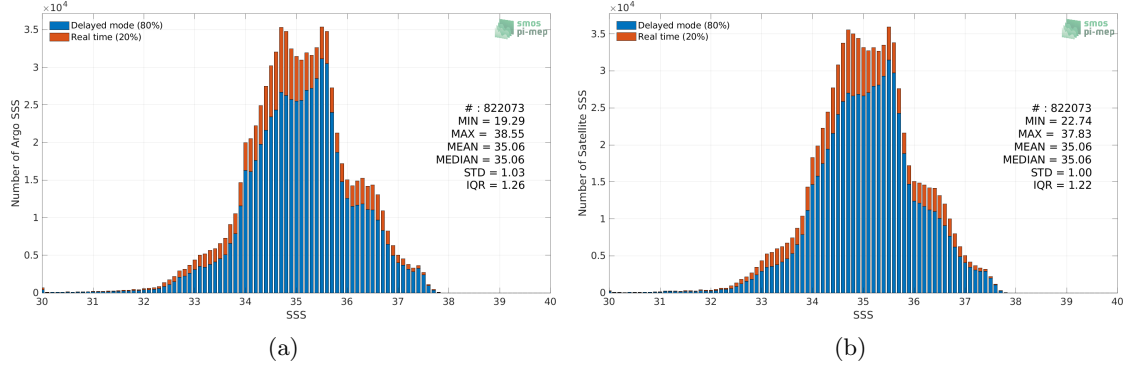 ×10⁴
Delayed mode (80%)
Real time (20%)
smos
pi-mep
# : 822073
MIN = 19.29
MAX = 38.55
MEAN = 35.06
MEDIAN = 35.06
STD = 1.03
IQR = 1.26
Number of Argo SSS
3.5
3
2.5
2
1.5
1
0.5
0
30 31 32 33 34 35 36 37 38 39 40
SSS
(a)
×10⁴
Delayed mode (80%)
Real time (20%)
smos
pi-mep
# : 822073
MIN = 22.74
MAX = 37.83
MEAN = 35.06
MEDIAN = 35.06
STD = 1.00
IQR = 1.22
Number of Satellite SSS
3.5
3
2.5
2
1.5
1
0.5
0
30 31 32 33 34 35 36 37 38 39 40
SSS
(b)